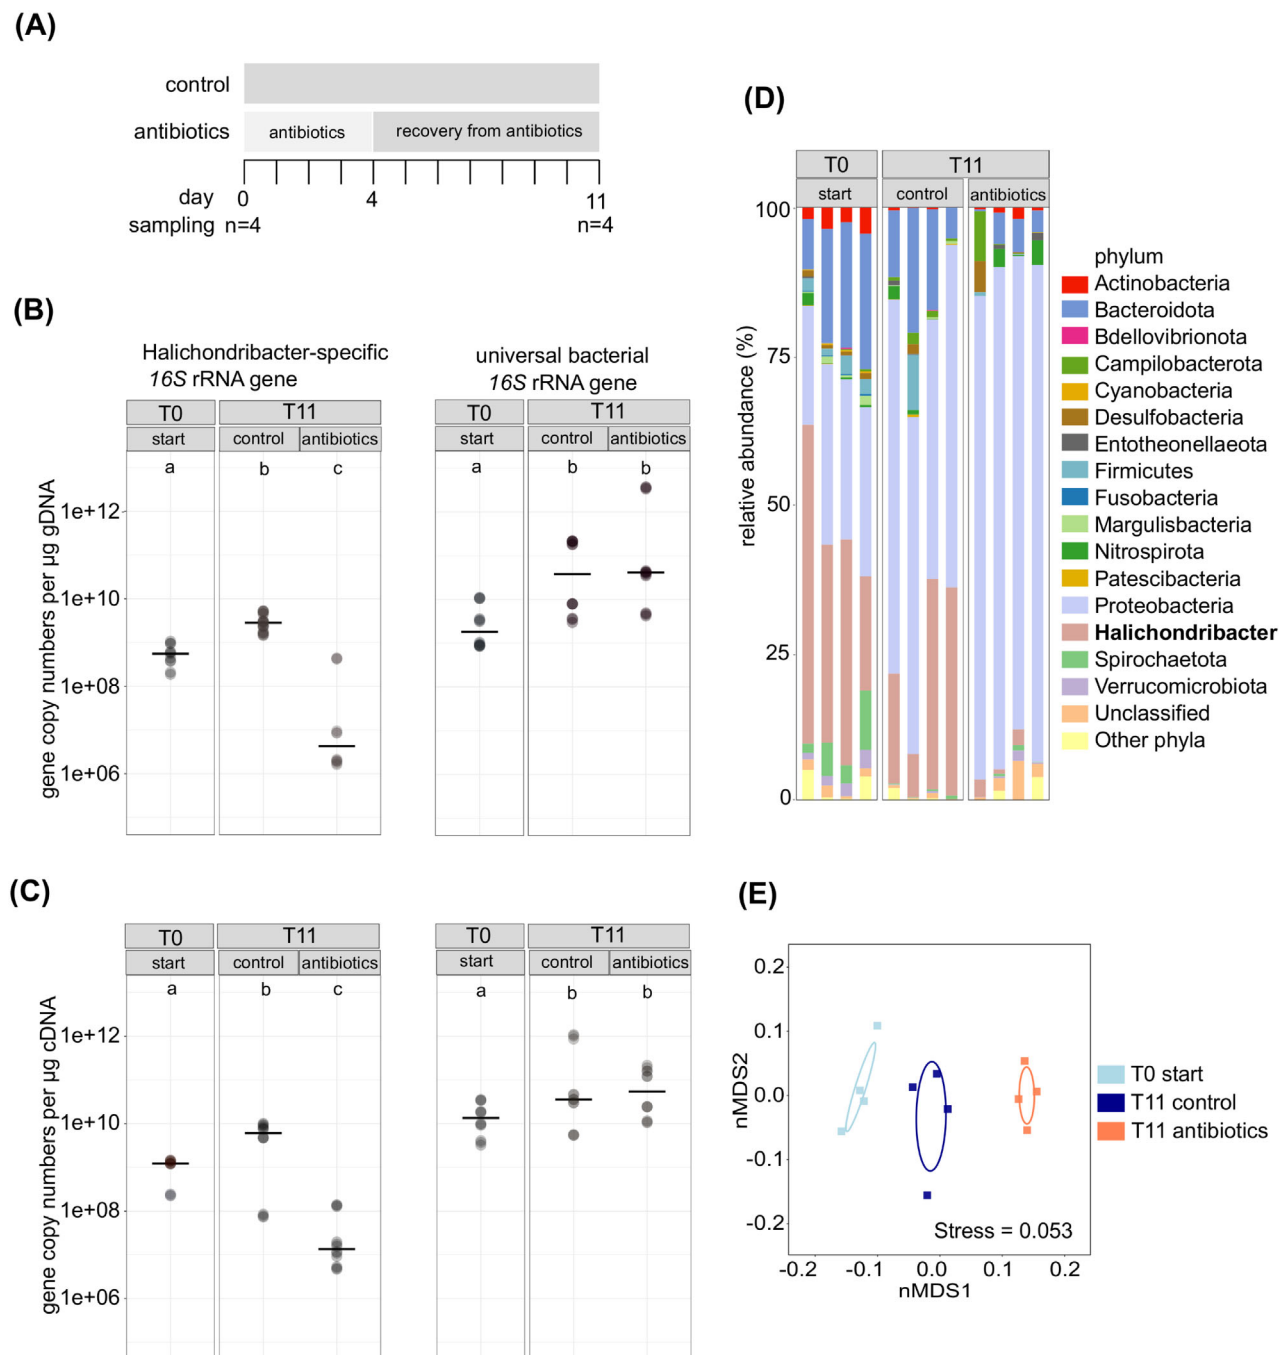 (A)
control
antibiotics
antibiotics
recovery from antibiotics
day
0
4
11
sampling
n=4
n=4
(B)
Halichondribacter-specific
16S rRNA gene
universal bacterial
16S rRNA gene
T0
T11
start
control
antibiotics
a
b
c
T0
T11
start
control
antibiotics
a
b
b
gene copy numbers per µg gDNA
1e+12
1e+10
1e+08
1e+06
(C)
T0
T11
start
control
antibiotics
a
b
c
T0
T11
start
control
antibiotics
a
b
b
gene copy numbers per µg cDNA
1e+12
1e+10
1e+08
1e+06
(D)
T0
T11
start
control
antibiotics
relative abundance (%)
100
75
50
25
0
phylum
Actinobacteria
Bacteroidota
Bdellovibrionota
Campilobacterota
Cyanobacteria
Desulfobacteria
Entotheonellaeota
Firmicutes
Fusobacteria
Margulisbacteria
Nitrospirota
Patescibacteria
Proteobacteria
Halichondribacter
Spirochaetota
Verrucomicrobiota
Unclassified
Other phyla
(E)
nMDS2
0.2
0.1
0.0
-0.1
-0.2
Stress = 0.053
-0.2
-0.1
0.0
0.1
0.2
nMDS1
T0 start
T11 control
T11 antibiotics